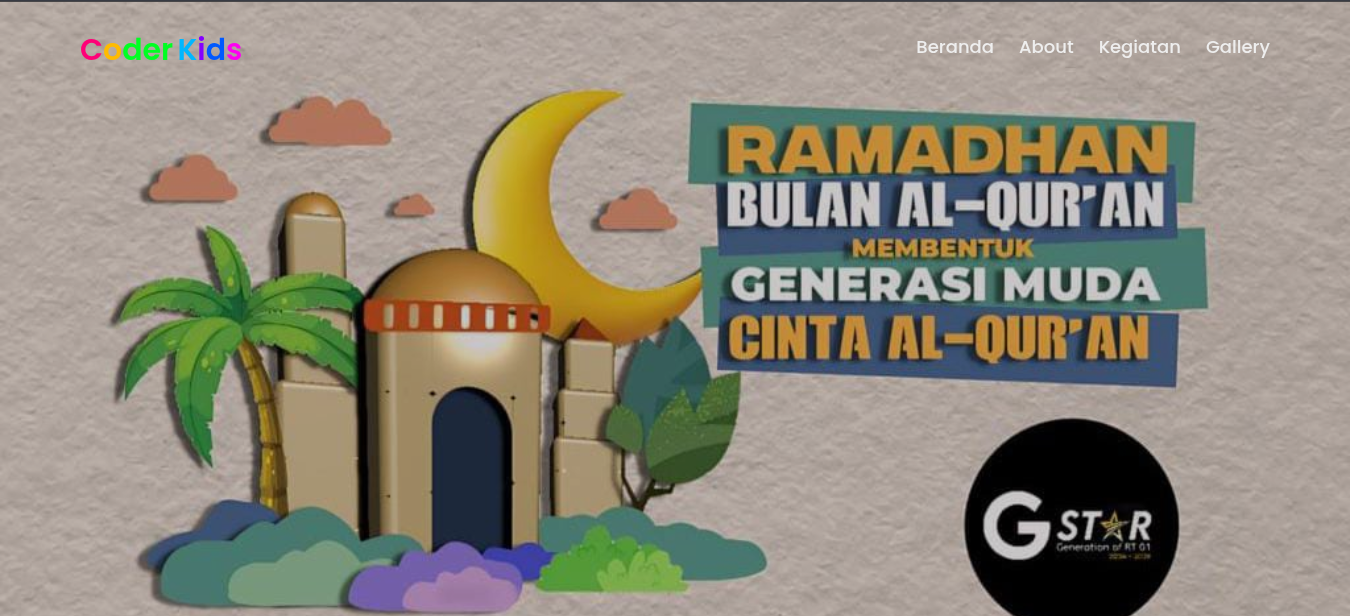 Coder Kids
Beranda About Kegiatan Gallery
RAMADHAN
BULAN AL-QUR'AN
MEMBENTUK
GENERASI MUDA
CINTA AL-QUR'AN
G STAR
Generation of RT 01